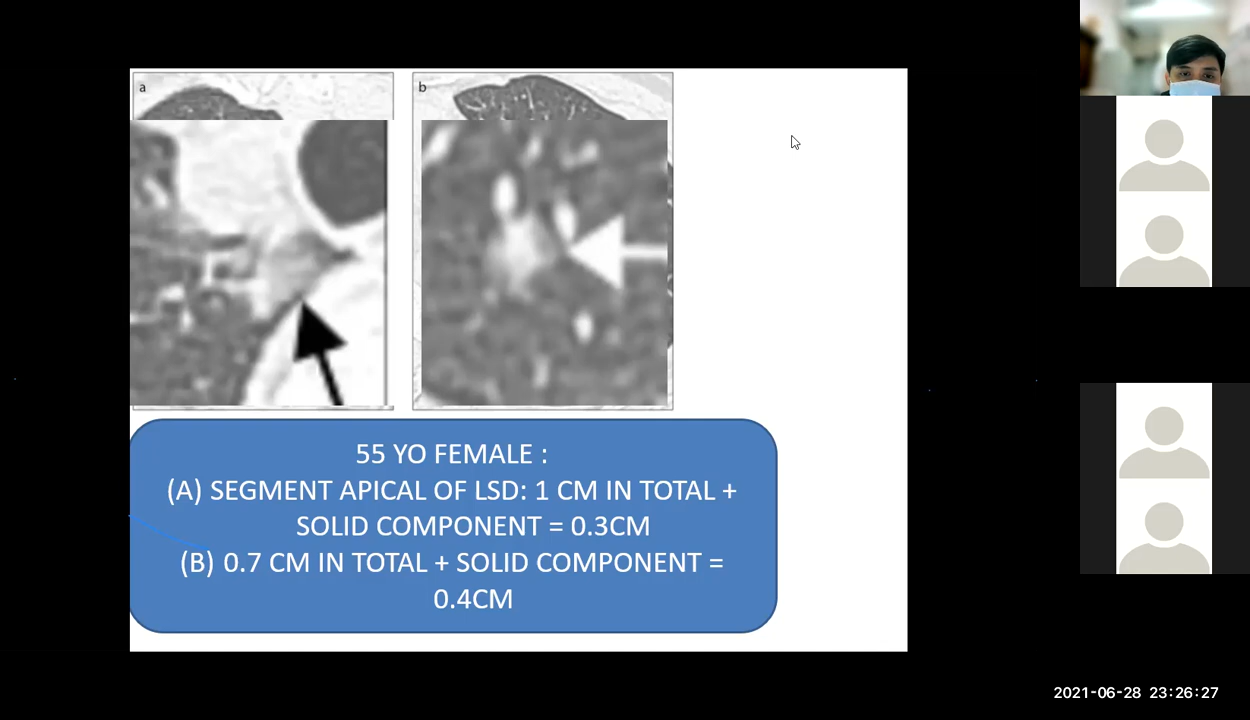 a
b
55 YO FEMALE :
(A) SEGMENT APICAL OF LSD: 1 CM IN TOTAL +
SOLID COMPONENT = 0.3CM
(B) 0.7 CM IN TOTAL + SOLID COMPONENT =
0.4CM
2021-06-28 23:26:27